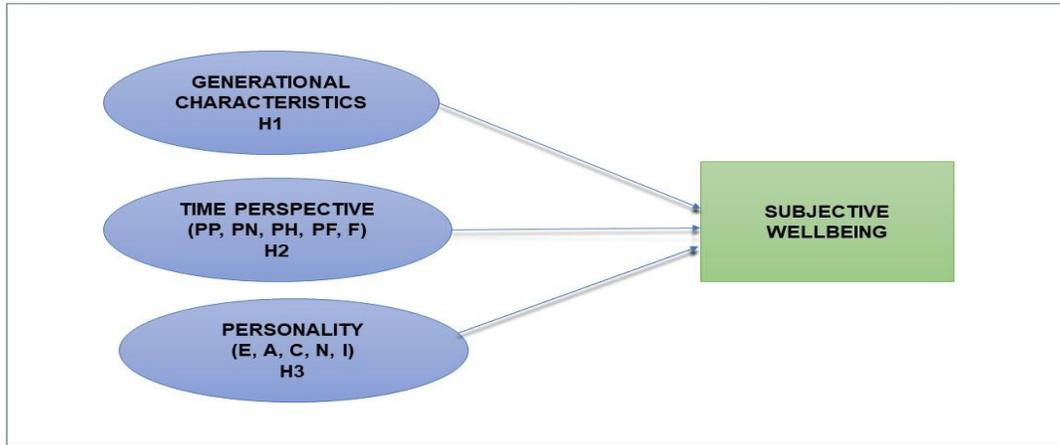 GENERATIONAL
CHARACTERISTICS
H1
TIME PERSPECTIVE
(PP, PN, PH, PF, F)
H2
PERSONALITY
(E, A, C, N, I)
H3
SUBJECTIVE
WELLBEING